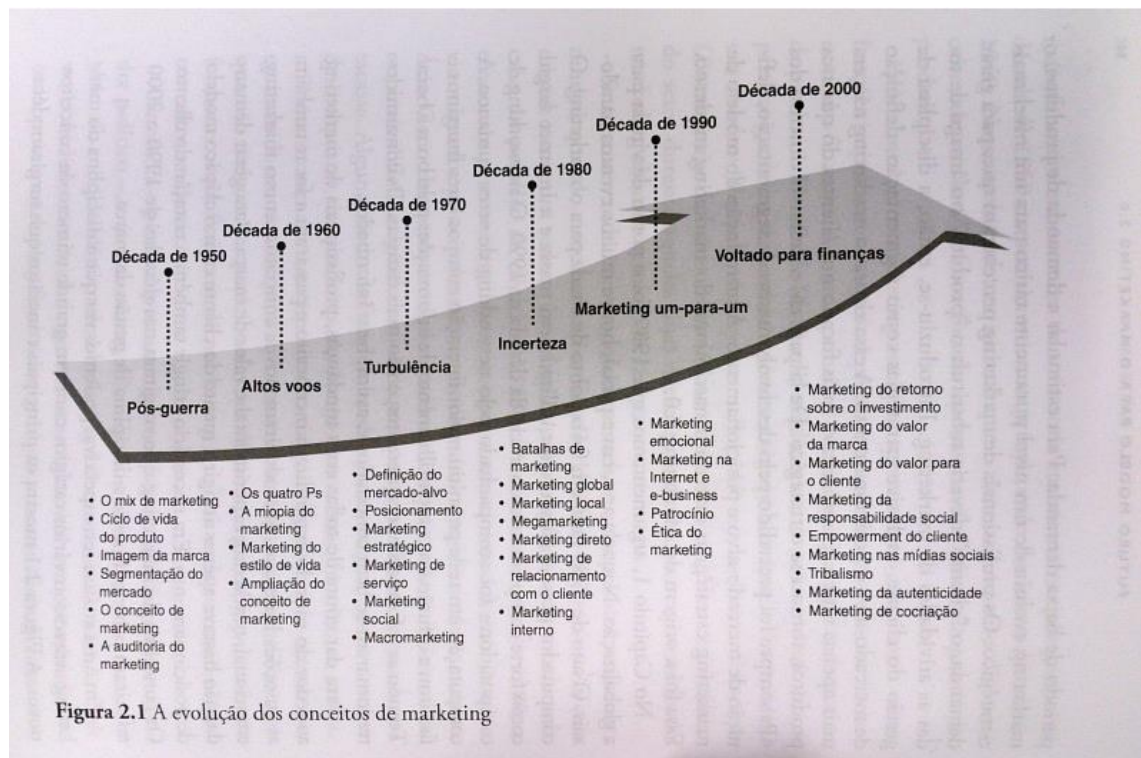 Década de 1950
Década de 1960
Década de 1970
Década de 1980
Década de 1990
Década de 2000
Pós-guerra
Altos voos
Turbulência
Incerteza
Marketing um-para-um
Voltado para finanças
• O mix de marketing
• Ciclo de vida
do produto
• Imagem da marca
• Segmentação do
mercado
• O conceito de
marketing
• A auditoria do
marketing
• Os quatro Ps
• A miopia do
marketing
• Marketing do
estilo de vida
• Ampliação do
conceito de
marketing
• Definição do
mercado-alvo
• Posicionamento
• Marketing
estratégico
• Marketing de
serviço
• Marketing
social
• Macromarketing
• Batalhas de
marketing
• Marketing global
• Marketing local
• Megamarketing
• Marketing direto
• Marketing de
relacionamento
com o cliente
• Marketing
interno
• Marketing
emocional
• Marketing na
Internet e
e-business
• Patrocínio
• Ética do
marketing
• Marketing do retorno
sobre o investimento
• Marketing do valor
da marca
• Marketing do valor para
o cliente
• Marketing da
responsabilidade social
• Empowerment do cliente
• Marketing nas mídias sociais
• Tribalismo
• Marketing da autenticidade
• Marketing de cocriação
Figura 2.1 A evolução dos conceitos de marketing